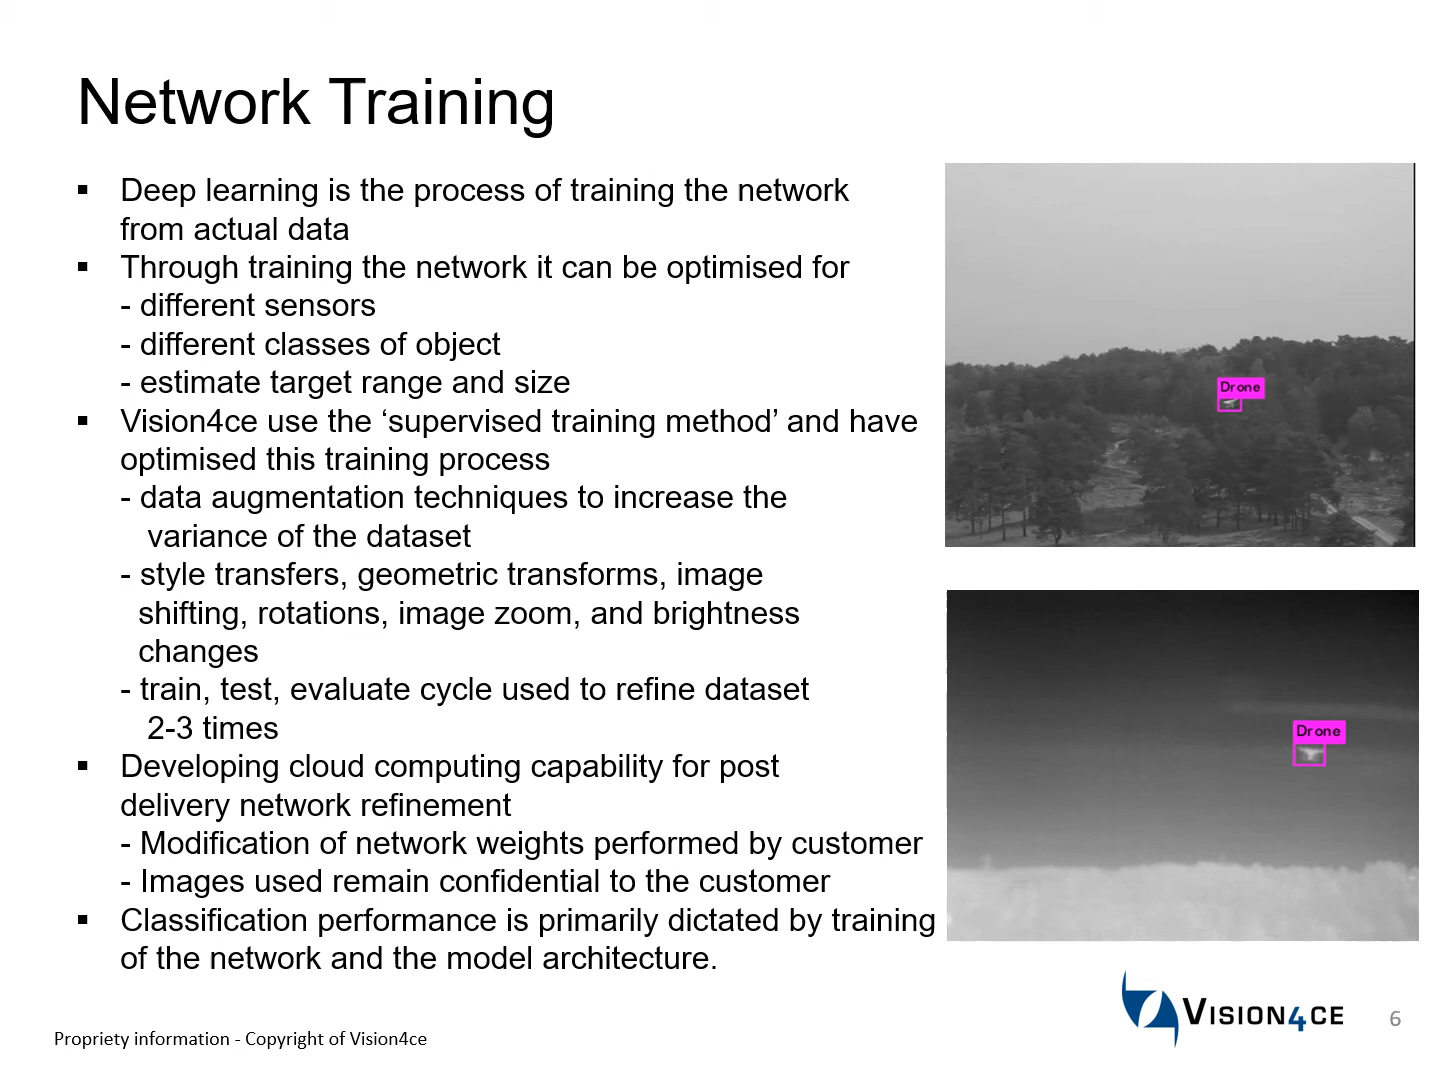 Network Training
▪ Deep learning is the process of training the network
from actual data
▪ Through training the network it can be optimised for
- different sensors
- different classes of object
- estimate target range and size
▪ Vision4ce use the ‘supervised training method’ and have
optimised this training process
- data augmentation techniques to increase the
variance of the dataset
- style transfers, geometric transforms, image
shifting, rotations, image zoom, and brightness
changes
- train, test, evaluate cycle used to refine dataset
2-3 times
▪ Developing cloud computing capability for post
delivery network refinement
- Modification of network weights performed by customer
- Images used remain confidential to the customer
▪ Classification performance is primarily dictated by training
of the network and the model architecture.
Drone
Drone
VISION4CE
6
Propriety information - Copyright of Vision4ce